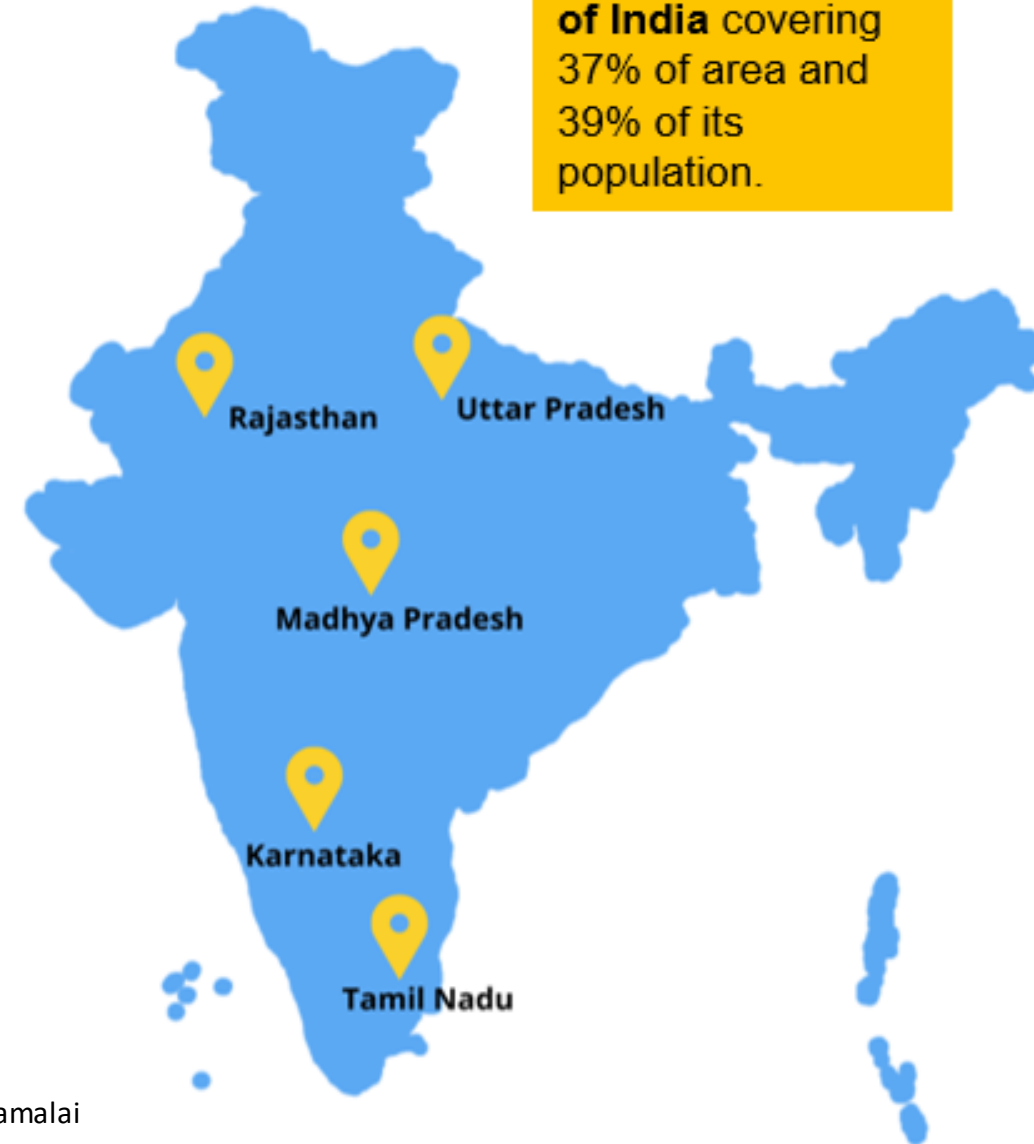 of India covering
37% of area and
39% of its
population.
Rajasthan
Uttar Pradesh
Madhya Pradesh
Karnataka
Tamil Nadu
amalai